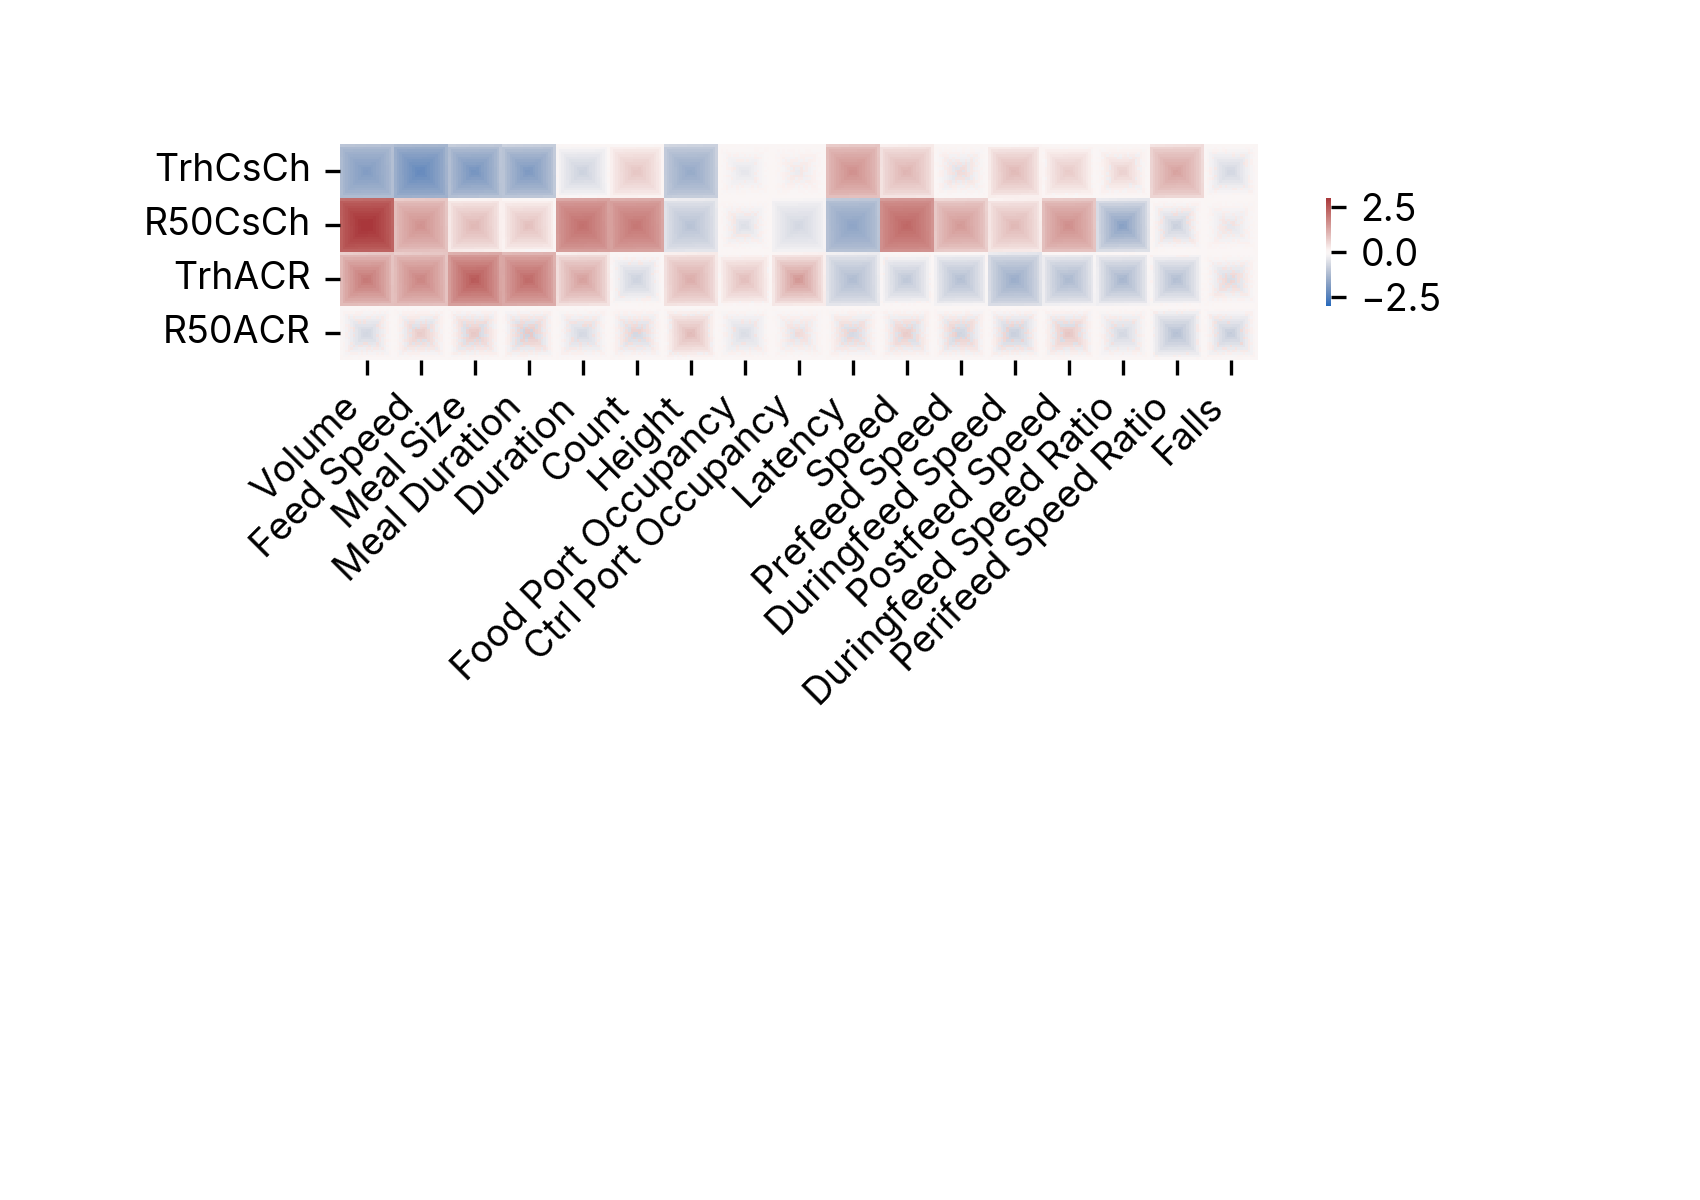 TrhCsCh
R50CsCh
TrhACR
R50ACR
Volume
Feed Speed
Meal Size
Meal Duration
Duration
Count
Height
Food Port Occupancy
Ctrl Port Occupancy
Latency
Speed
Prefeed Speed
Duringfeed Speed
Postfeed Speed
Duringfeed Speed Ratio
Perifeed Speed Ratio
Falls
2.5
0.0
−2.5